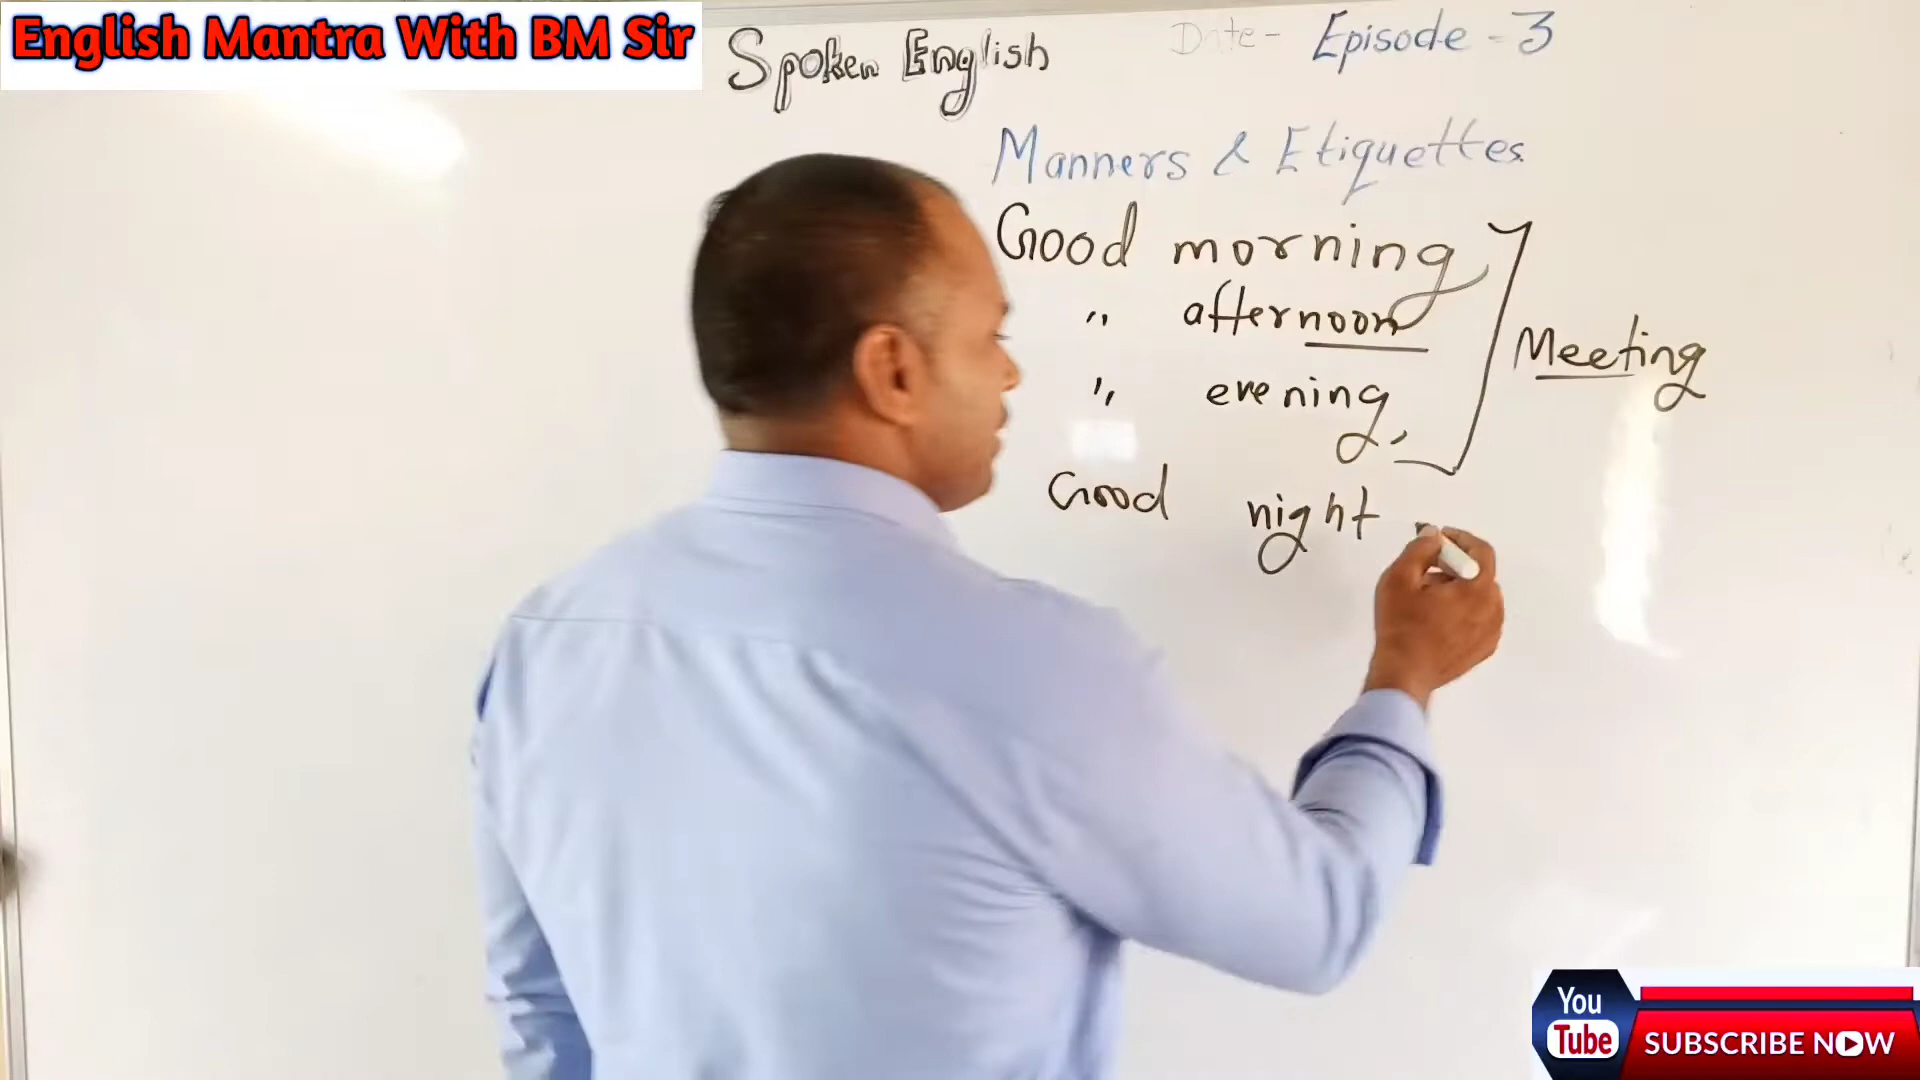 English Mantra With BM Sir
Spoken English
Date - Episode - 3
Manners & Etiquettes
Good morning
" afternoon
" evening,
Meeting
Good night
You
Tube
SUBSCRIBE NOW